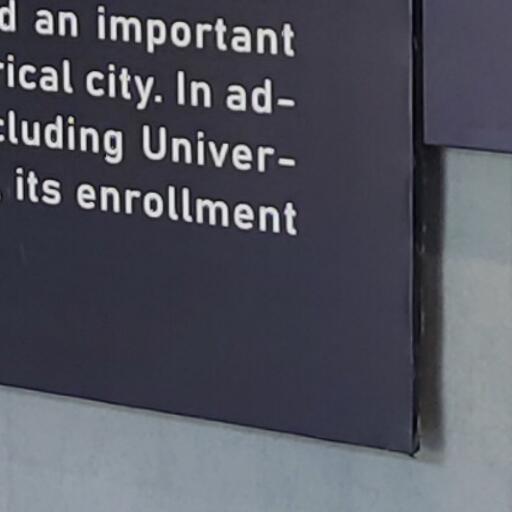 d an important
rical city. In ad-
cluding Univer-
its enrollment